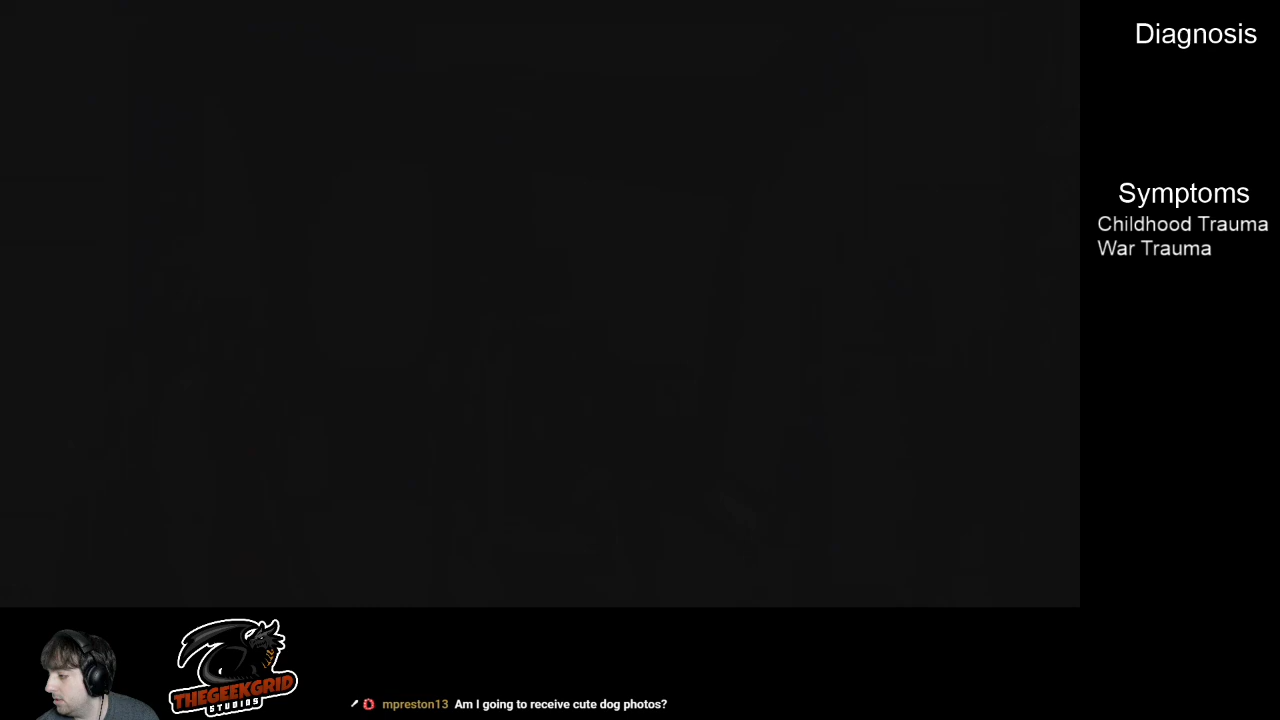 Diagnosis
Symptoms
Childhood Trauma
War Trauma
THEGEEKGRID
STUDIOS
mpreston13 Am I going to receive cute dog photos?